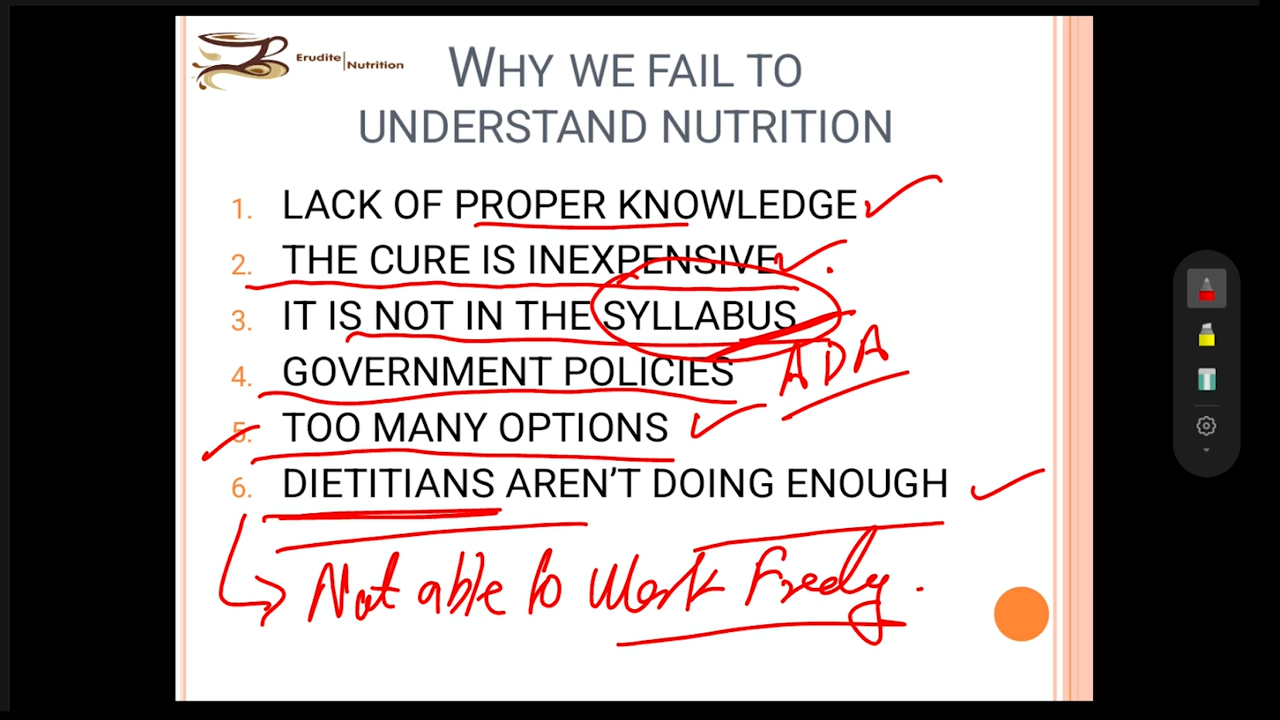 Erudite | Nutrition
WHY WE FAIL TO
UNDERSTAND NUTRITION
1. LACK OF PROPER KNOWLEDGE
2. THE CURE IS INEXPENSIVE
3. IT IS NOT IN THE SYLLABUS
4. GOVERNMENT POLICIES
ADA
5. TOO MANY OPTIONS
6. DIETITIANS AREN’T DOING ENOUGH
Not able to Work Freely.